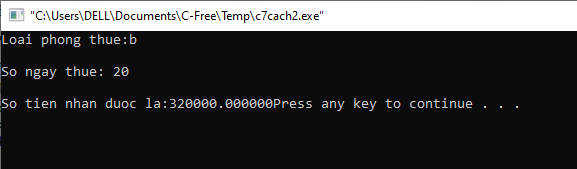 "C:\Users\DELL\Documents\C-Free\Temp\c7cach2.exe"
Loai phong thue:b
So ngay thue: 20
So tien nhan duoc la:320000.000000Press any key to continue . . .